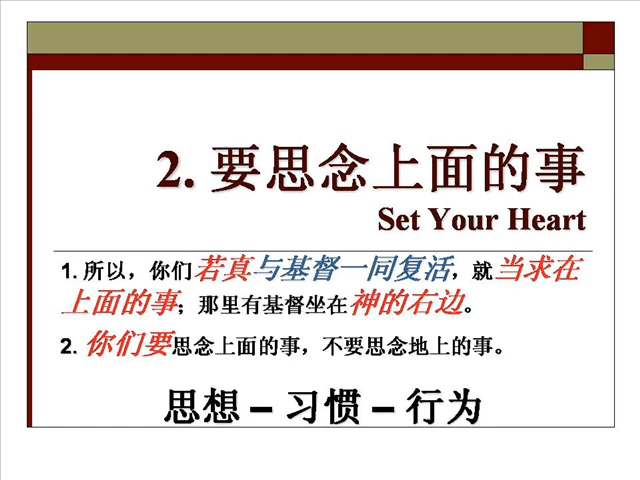 2. 要思念上面的事
Set Your Heart
1. 所以，你们若真与基督一同复活，就当求在
上面的事；那里有基督坐在神的右边。
2. 你们要思念上面的事，不要思念地上的事。
思想 – 习惯 – 行为